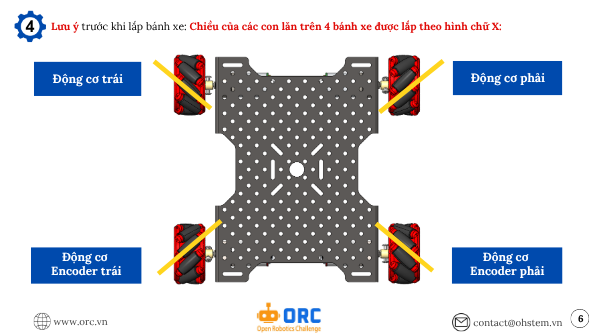 4 Lưu ý trước khi lắp bánh xe: Chiều của các con lăn trên 4 bánh xe được lắp theo hình chữ X:
Động cơ trái
Động cơ phải
Động cơ
Encoder trái
Động cơ
Encoder phải
www.orc.vn
ORC
Open Robotics Challenge
contact@ohstem.vn
6